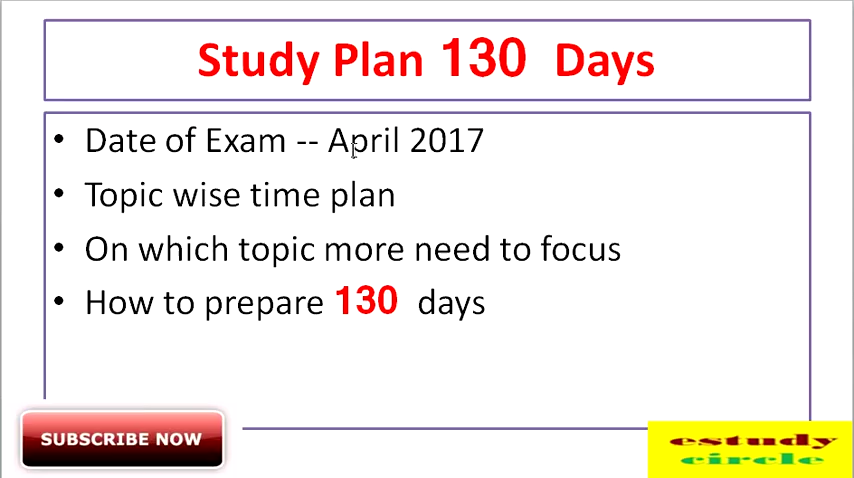 Study Plan 130 Days
• Date of Exam -- April 2017
• Topic wise time plan
• On which topic more need to focus
• How to prepare 130 days
SUBSCRIBE NOW
estudy
circle